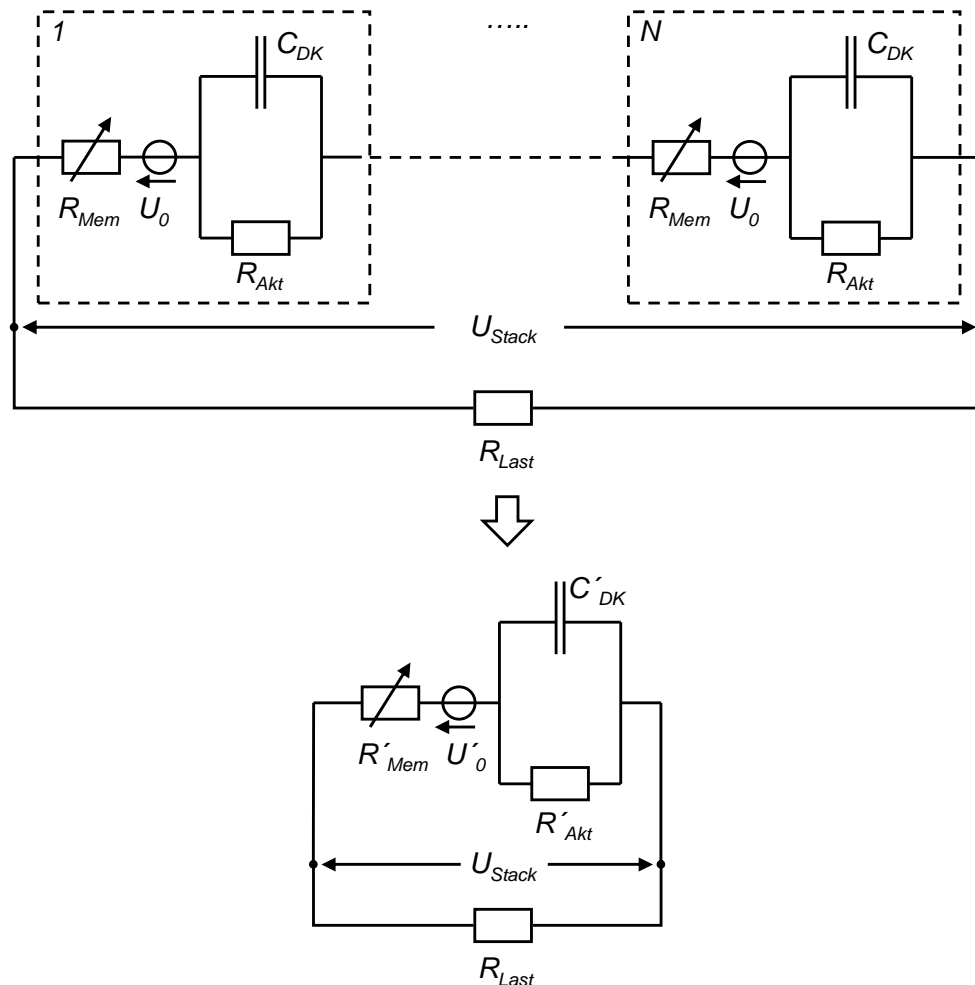 1 ..... N
C_DK C_DK
R_Mem U_0 R_Mem U_0
R_Akt R_Akt
U_Stack
R_Last
C´_DK
R´_Mem U´_0
R´_Akt
U_Stack
R_Last